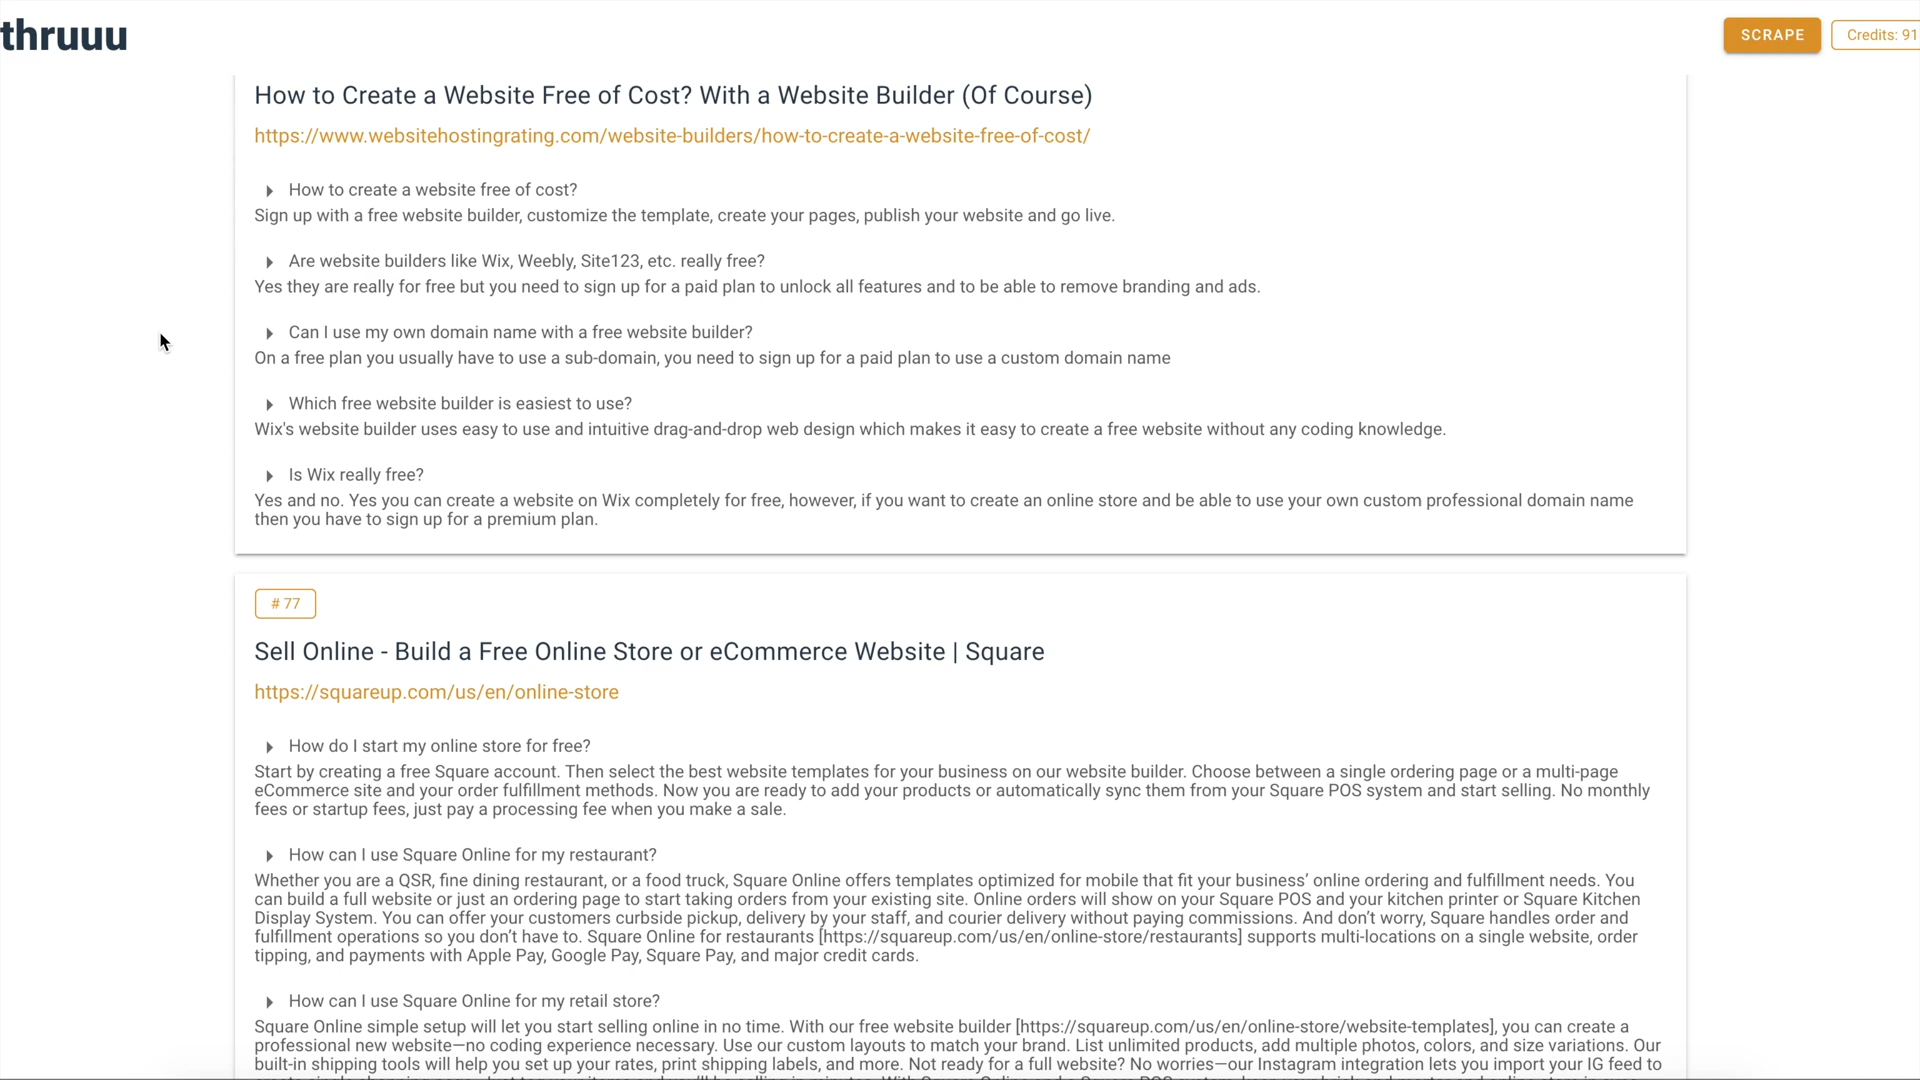 thruuu
SCRAPE
Credits: 91
How to Create a Website Free of Cost? With a Website Builder (Of Course)
https://www.websitehostingrating.com/website-builders/how-to-create-a-website-free-of-cost/
How to create a website free of cost?
Sign up with a free website builder, customize the template, create your pages, publish your website and go live.
Are website builders like Wix, Weebly, Site123, etc. really free?
Yes they are really for free but you need to sign up for a paid plan to unlock all features and to be able to remove branding and ads.
Can I use my own domain name with a free website builder?
On a free plan you usually have to use a sub-domain, you need to sign up for a paid plan to use a custom domain name
Which free website builder is easiest to use?
Wix's website builder uses easy to use and intuitive drag-and-drop web design which makes it easy to create a free website without any coding knowledge.
Is Wix really free?
Yes and no. Yes you can create a website on Wix completely for free, however, if you want to create an online store and be able to use your own custom professional domain name
then you have to sign up for a premium plan.
# 77
Sell Online - Build a Free Online Store or eCommerce Website | Square
https://squareup.com/us/en/online-store
How do I start my online store for free?
Start by creating a free Square account. Then select the best website templates for your business on our website builder. Choose between a single ordering page or a multi-page
eCommerce site and your order fulfillment methods. Now you are ready to add your products or automatically sync them from your Square POS system and start selling. No monthly
fees or startup fees, just pay a processing fee when you make a sale.
How can I use Square Online for my restaurant?
Whether you are a QSR, fine dining restaurant, or a food truck, Square Online offers templates optimized for mobile that fit your business’ online ordering and fulfillment needs. You
can build a full website or just an ordering page to start taking orders from your existing site. Online orders will show on your Square POS and your kitchen printer or Square Kitchen
Display System. You can offer your customers curbside pickup, delivery by your staff, and courier delivery without paying commissions. And don’t worry, Square handles order and
fulfillment operations so you don’t have to. Square Online for restaurants [https://squareup.com/us/en/online-store/restaurants] supports multi-locations on a single website, order
tipping, and payments with Apple Pay, Google Pay, Square Pay, and major credit cards.
How can I use Square Online for my retail store?
Square Online simple setup will let you start selling online in no time. With our free website builder [https://squareup.com/us/en/online-store/website-templates], you can create a
professional new website—no coding experience necessary. Use our custom layouts to match your brand. List unlimited products, add multiple photos, colors, and size variations. Our
built-in shipping tools will help you set up your rates, print shipping labels, and more. Not ready for a full website? No worries—our Instagram integration lets you import your IG feed to